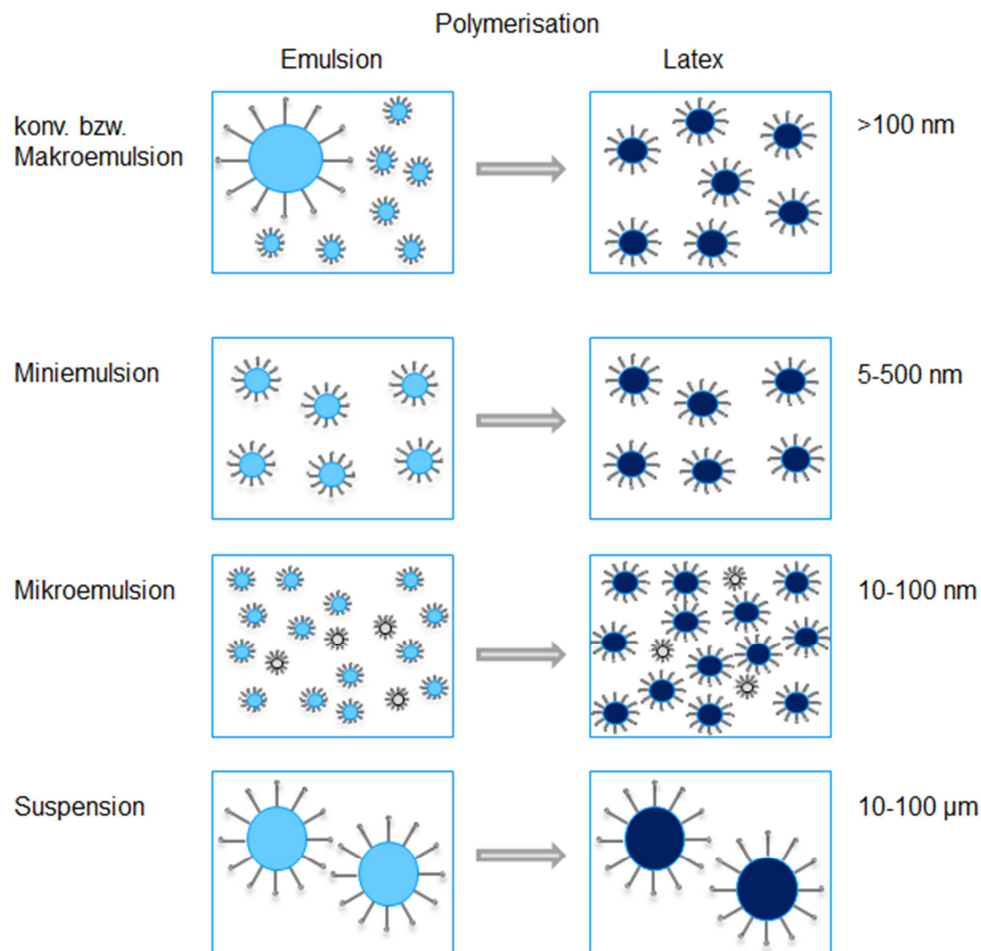 Polymerisation
Emulsion
Latex
konv. bzw.
Makroemulsion
>100 nm
Miniemulsion
5-500 nm
Mikroemulsion
10-100 nm
Suspension
10-100 µm